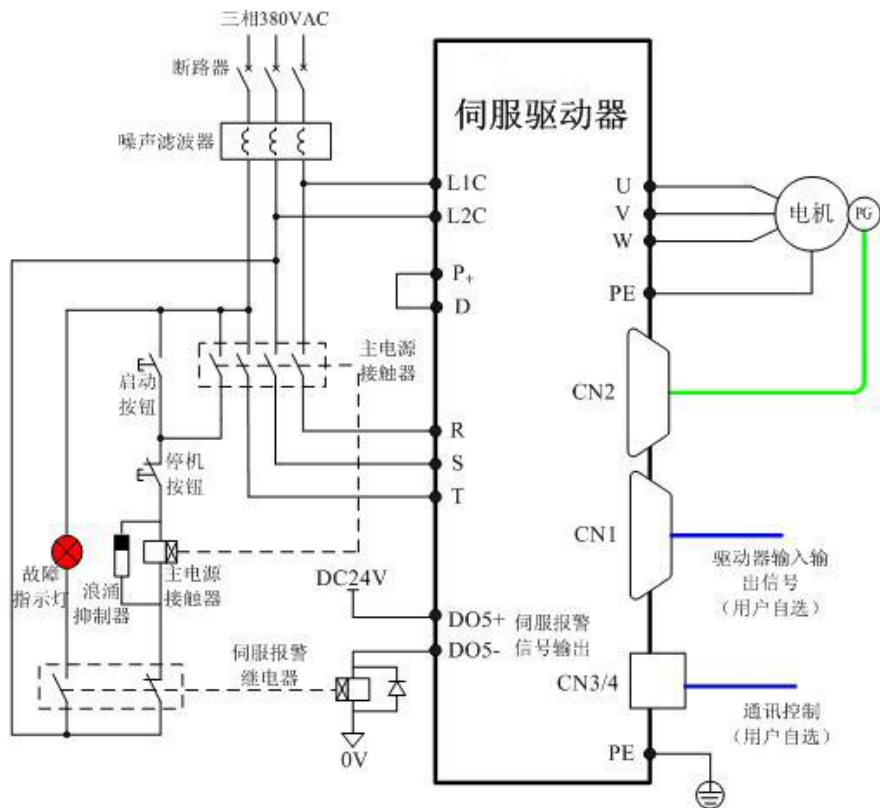 三相380VAC
断路器
噪声滤波器
伺服驱动器
L1C
L2C
P+
D
U
V
W
PE
电机
PG
主电源
接触器
启动
按钮
停机
按钮
R
S
T
CN2
CN1
驱动器输入输
出信号
(用户自选)
故障
指示灯
浪涌
抑制器
主电源
接触器
DC24V
DO5+
DO5-
伺服报警
信号输出
伺服报警
继电器
0V
CN3/4
通讯控制
(用户自选)
PE